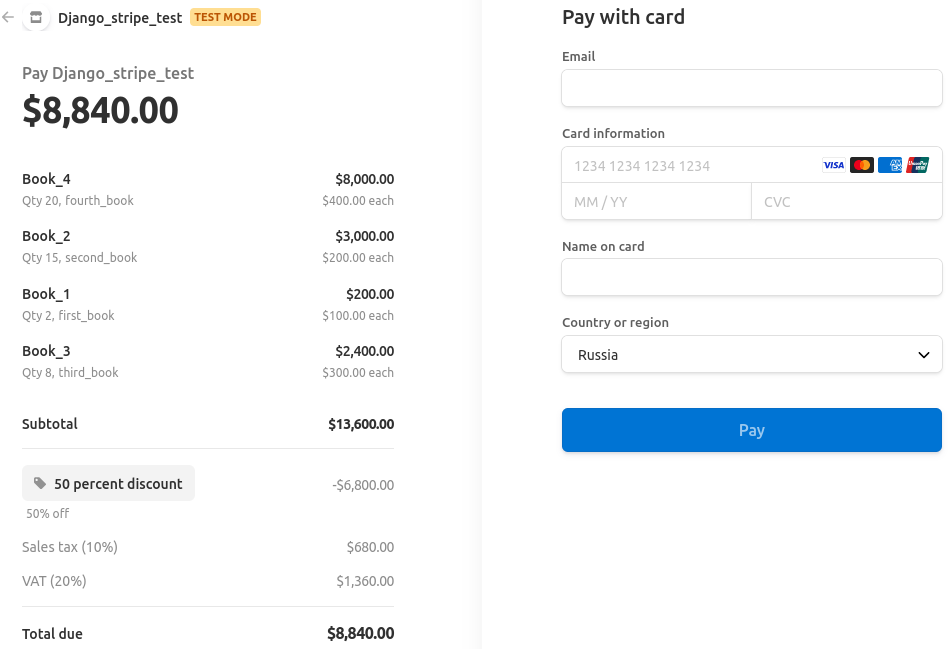 Django_stripe_test TEST MODE
Pay Django_stripe_test
$8,840.00
Book_4 $8,000.00
Qty 20, fourth_book $400.00 each
Book_2 $3,000.00
Qty 15, second_book $200.00 each
Book_1 $200.00
Qty 2, first_book $100.00 each
Book_3 $2,400.00
Qty 8, third_book $300.00 each
Subtotal $13,600.00
50 percent discount -$6,800.00
50% off
Sales tax (10%) $680.00
VAT (20%) $1,360.00
Total due $8,840.00
Pay with card
Email
Card information
1234 1234 1234 1234 VISA
MM / YY CVC
Name on card
Country or region
Russia
Pay